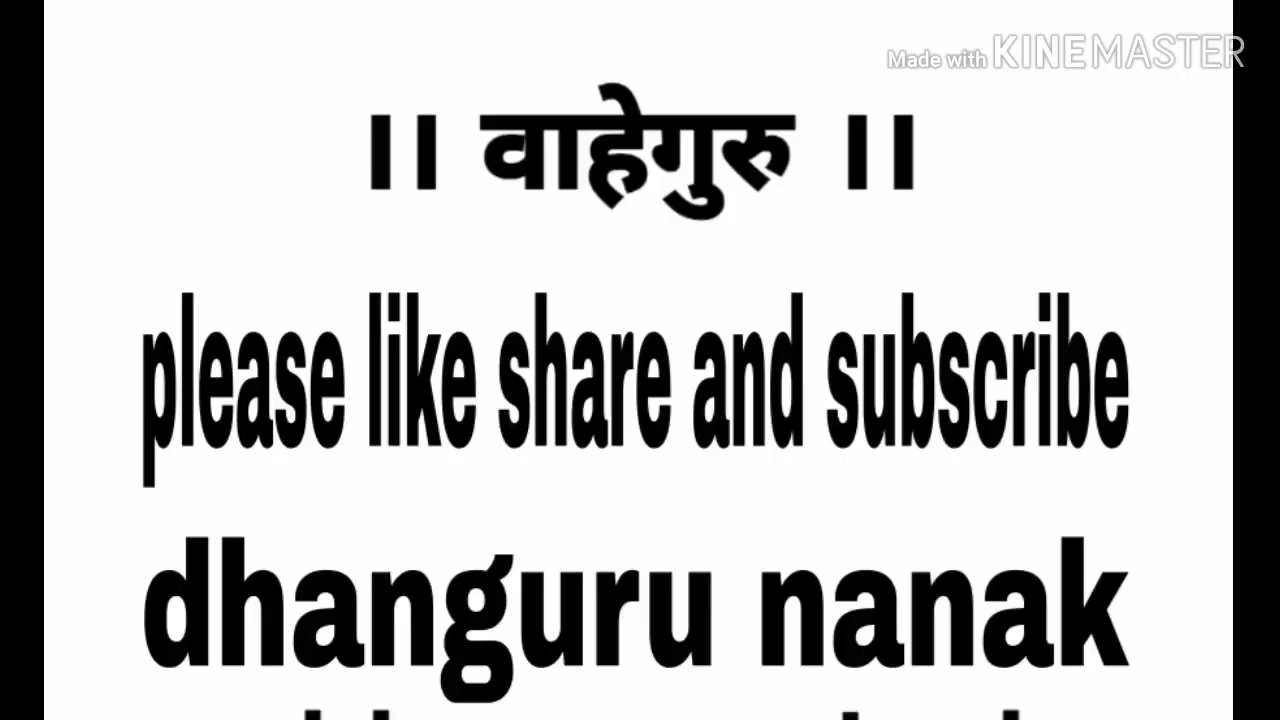 Made with KINEMASTER
।। वाहेगुरु ।।
please like share and subscribe
dhanguru nanak